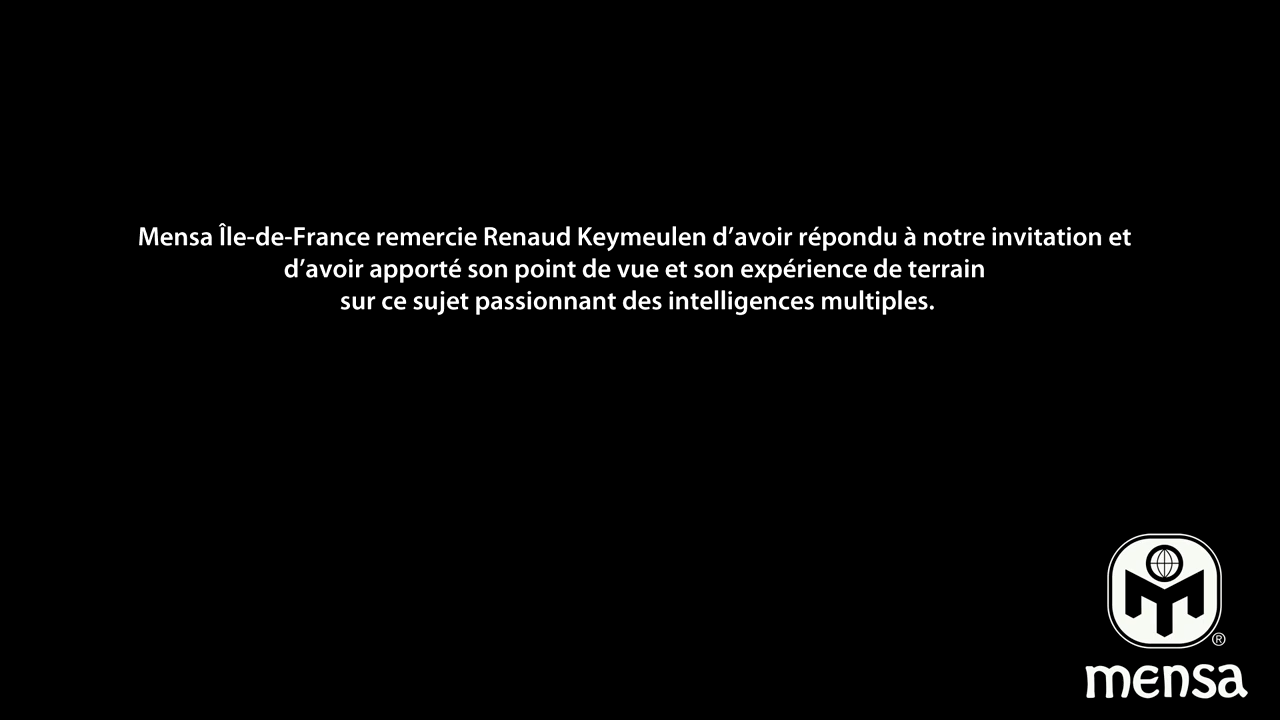 Mensa Île-de-France remercie Renaud Keymeulen d’avoir répondu à notre invitation et
d’avoir apporté son point de vue et son expérience de terrain
sur ce sujet passionnant des intelligences multiples.
®
mensa